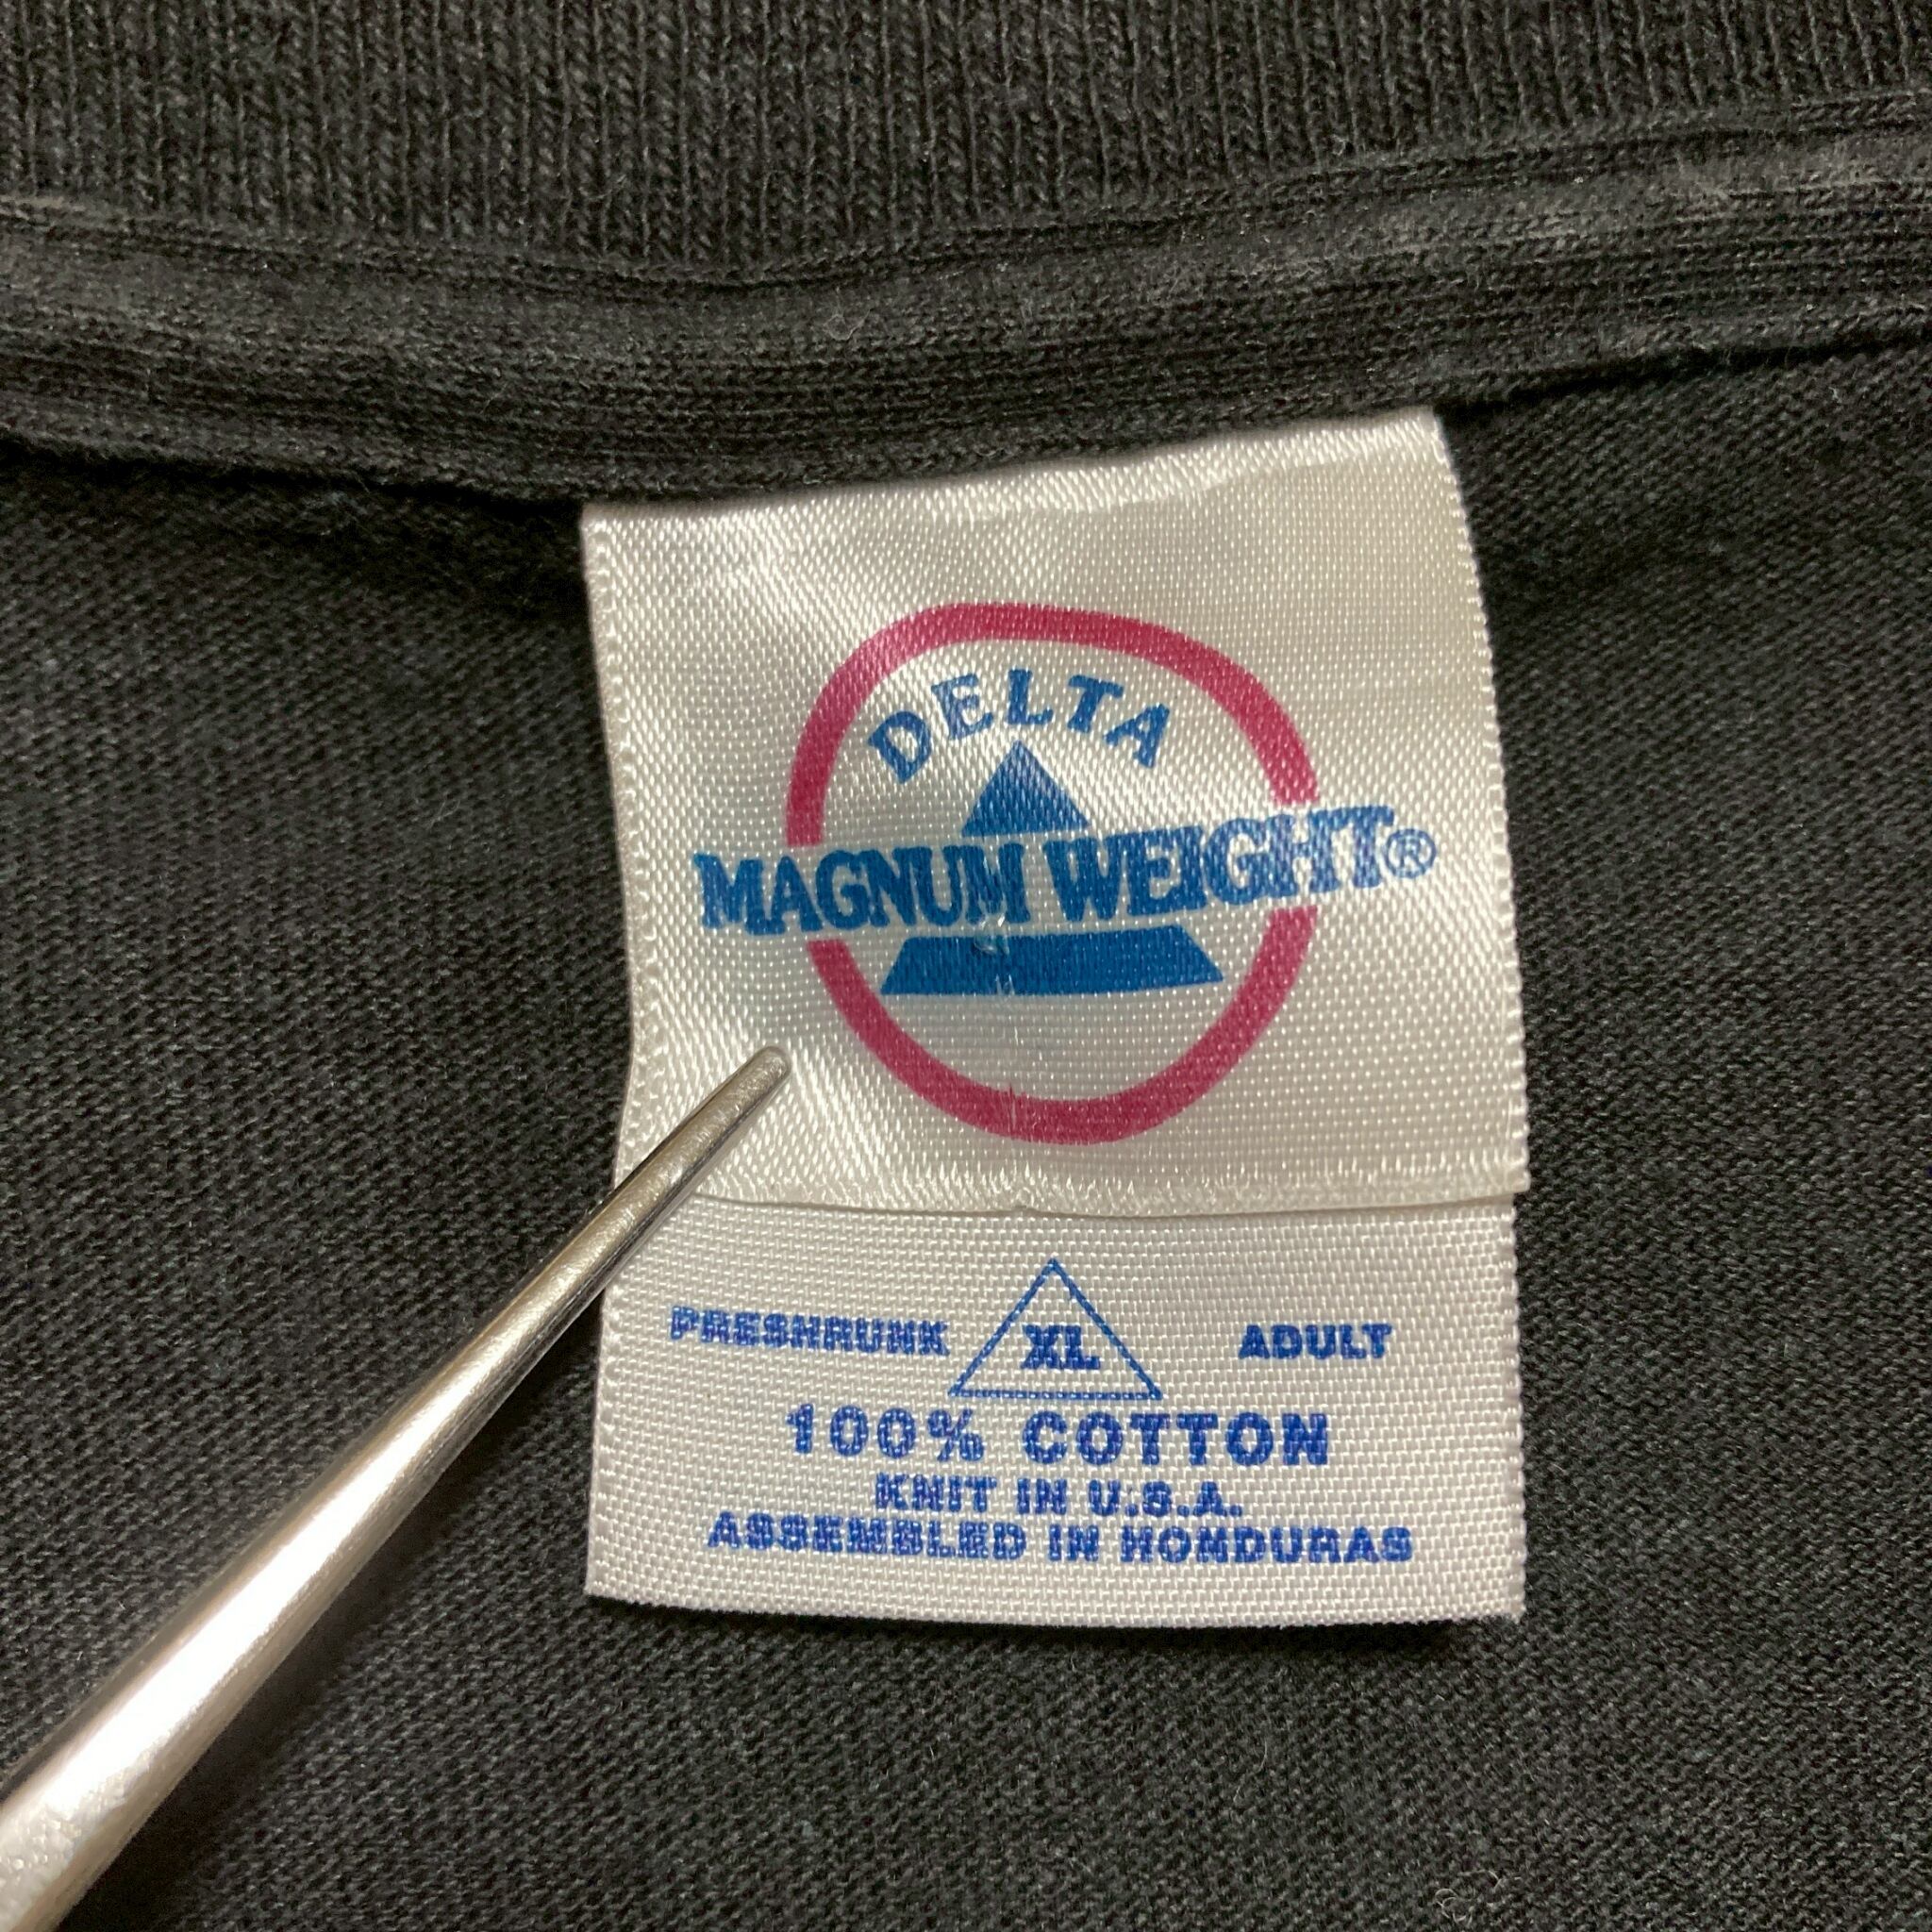 DELTA
MAGNUM WEIGHT®
PRESHRUNK XL ADULT
100% COTTON
KNIT IN U.S.A.
ASSEMBLED IN HONDURAS